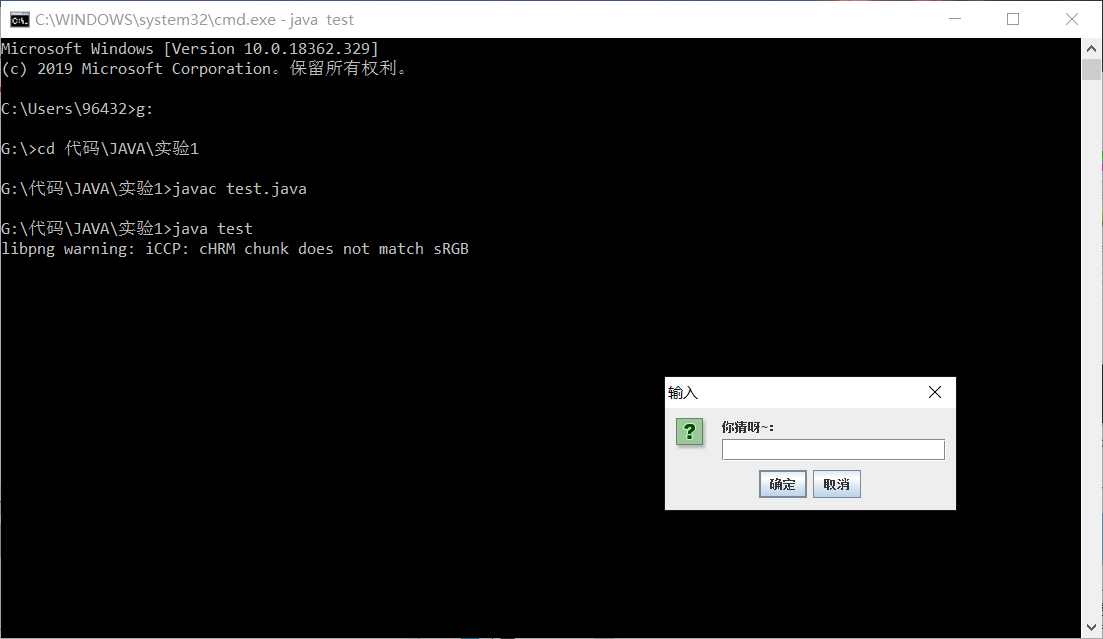 C:\WINDOWS\system32\cmd.exe - java  test
Microsoft Windows [Version 10.0.18362.329]
(c) 2019 Microsoft Corporation。保留所有权利。
C:\Users\96432>g:
G:\>cd 代码\JAVA\实验1
G:\代码\JAVA\实验1>javac test.java
G:\代码\JAVA\实验1>java test
libpng warning: iCCP: cHRM chunk does not match sRGB
输入
?
你猜呀~:
确定
取消